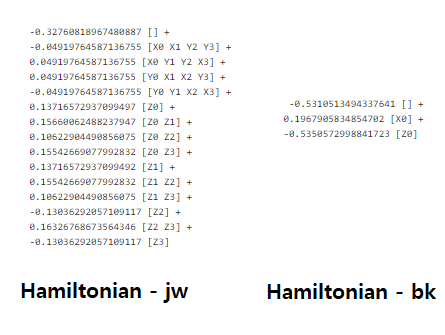 -0.32760818967480887 [] +
-0.04919764587136755 [X0 X1 Y2 Y3] +
0.04919764587136755 [X0 Y1 Y2 X3] +
0.04919764587136755 [Y0 X1 X2 Y3] +
-0.04919764587136755 [Y0 Y1 X2 X3] +
0.13716572937099497 [Z0] +
0.15660062488237947 [Z0 Z1] +
0.10622904490856075 [Z0 Z2] +
0.15542669077992832 [Z0 Z3] +
0.13716572937099492 [Z1] +
0.15542669077992832 [Z1 Z2] +
0.10622904490856075 [Z1 Z3] +
-0.13036292057109117 [Z2] +
0.16326768673564346 [Z2 Z3] +
-0.13036292057109117 [Z3]
Hamiltonian - jw
-0.5310513494337641 [] +
0.1967905834854702 [X0] +
-0.5350572998841723 [Z0]
Hamiltonian - bk